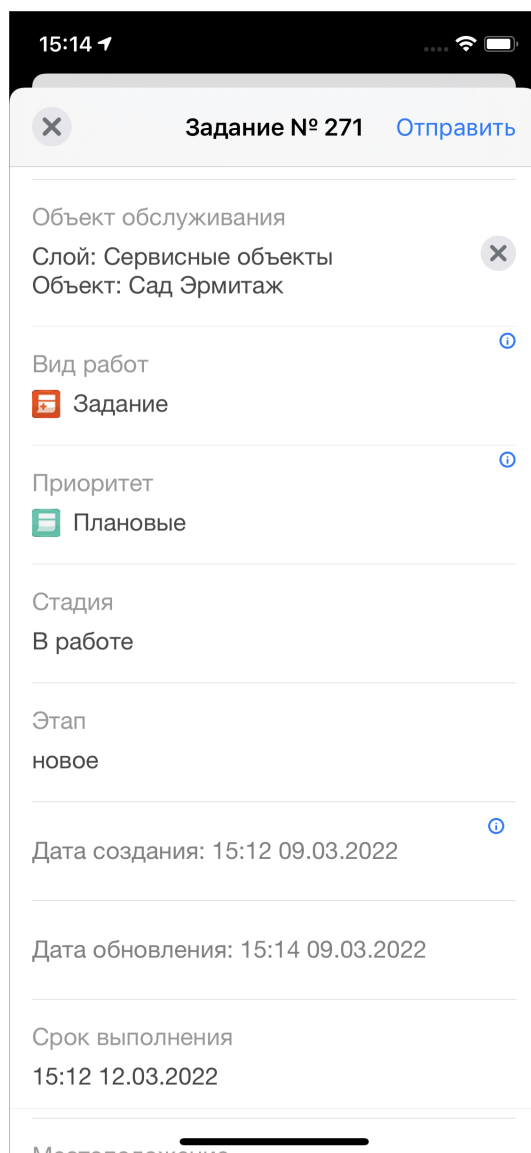 15:14
Задание № 271
Отправить
Объект обслуживания
Слой: Сервисные объекты
Объект: Сад Эрмитаж
Вид работ
Задание
Приоритет
Плановые
Стадия
В работе
Этап
новое
Дата создания: 15:12 09.03.2022
Дата обновления: 15:14 09.03.2022
Срок выполнения
15:12 12.03.2022